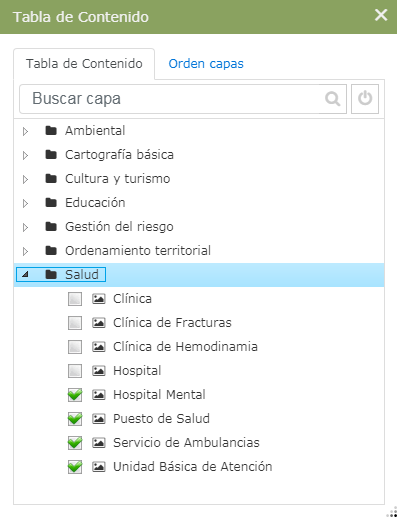 Tabla de Contenido
Tabla de Contenido
Orden capas
Buscar capa
Ambiental
Cartografía básica
Cultura y turismo
Educación
Gestión del riesgo
Ordenamiento territorial
Salud
Clínica
Clínica de Fracturas
Clínica de Hemodinamia
Hospital
Hospital Mental
Puesto de Salud
Servicio de Ambulancias
Unidad Básica de Atención